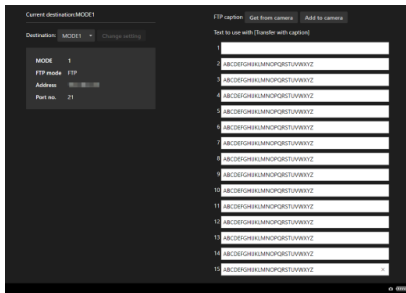 Current destination:MODE1
Destination: MODE1 Change setting
MODE 1
FTP mode FTP
Address
Port no. 21
FTP caption Get from camera Add to camera
Text to use with [Transfer with caption]
1
2 ABCDEFGHIJKLMNOPQRSTUVWXYZ
3 ABCDEFGHIJKLMNOPQRSTUVWXYZ
4 ABCDEFGHIJKLMNOPQRSTUVWXYZ
5 ABCDEFGHIJKLMNOPQRSTUVWXYZ
6 ABCDEFGHIJKLMNOPQRSTUVWXYZ
7 ABCDEFGHIJKLMNOPQRSTUVWXYZ
8 ABCDEFGHIJKLMNOPQRSTUVWXYZ
9 ABCDEFGHIJKLMNOPQRSTUVWXYZ
10 ABCDEFGHIJKLMNOPQRSTUVWXYZ
11 ABCDEFGHIJKLMNOPQRSTUVWXYZ
12 ABCDEFGHIJKLMNOPQRSTUVWXYZ
13 ABCDEFGHIJKLMNOPQRSTUVWXYZ
14 ABCDEFGHIJKLMNOPQRSTUVWXYZ
15 ABCDEFGHIJKLMNOPQRSTUVWXYZ